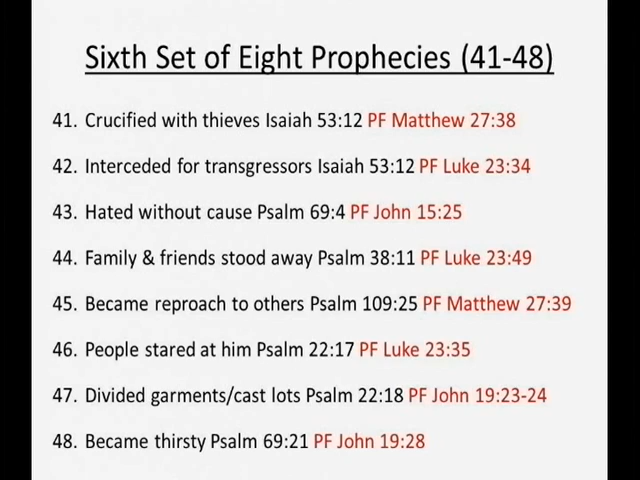 Sixth Set of Eight Prophecies (41-48)
41. Crucified with thieves Isaiah 53:12 PF Matthew 27:38
42. Interceded for transgressors Isaiah 53:12 PF Luke 23:34
43. Hated without cause Psalm 69:4 PF John 15:25
44. Family & friends stood away Psalm 38:11 PF Luke 23:49
45. Became reproach to others Psalm 109:25 PF Matthew 27:39
46. People stared at him Psalm 22:17 PF Luke 23:35
47. Divided garments/cast lots Psalm 22:18 PF John 19:23-24
48. Became thirsty Psalm 69:21 PF John 19:28